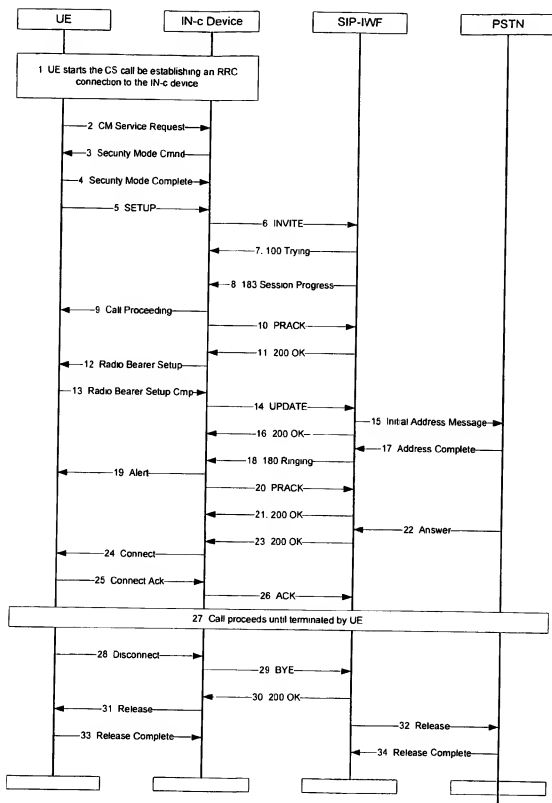 UE
IN-c Device
SIP-IWF
PSTN
1 UE starts the CS call be establishing an RRC
connection to the IN-c device
2 CM Service Request
3 Security Mode Cmnd
4 Security Mode Complete
5 SETUP
6 INVITE
7. 100 Trying
8 183 Session Progress
9 Call Proceeding
10 PRACK
11 200 OK
12 Radio Bearer Setup
13 Radio Bearer Setup Cmp
14 UPDATE
15 Initial Address Message
16 200 OK
17 Address Complete
18 180 Ringing
19 Alert
20 PRACK
21. 200 OK
22 Answer
23 200 OK
24 Connect
25 Connect Ack
26 ACK
27 Call proceeds until terminated by UE
28 Disconnect
29 BYE
30 200 OK
31 Release
32 Release
33 Release Complete
34 Release Complete